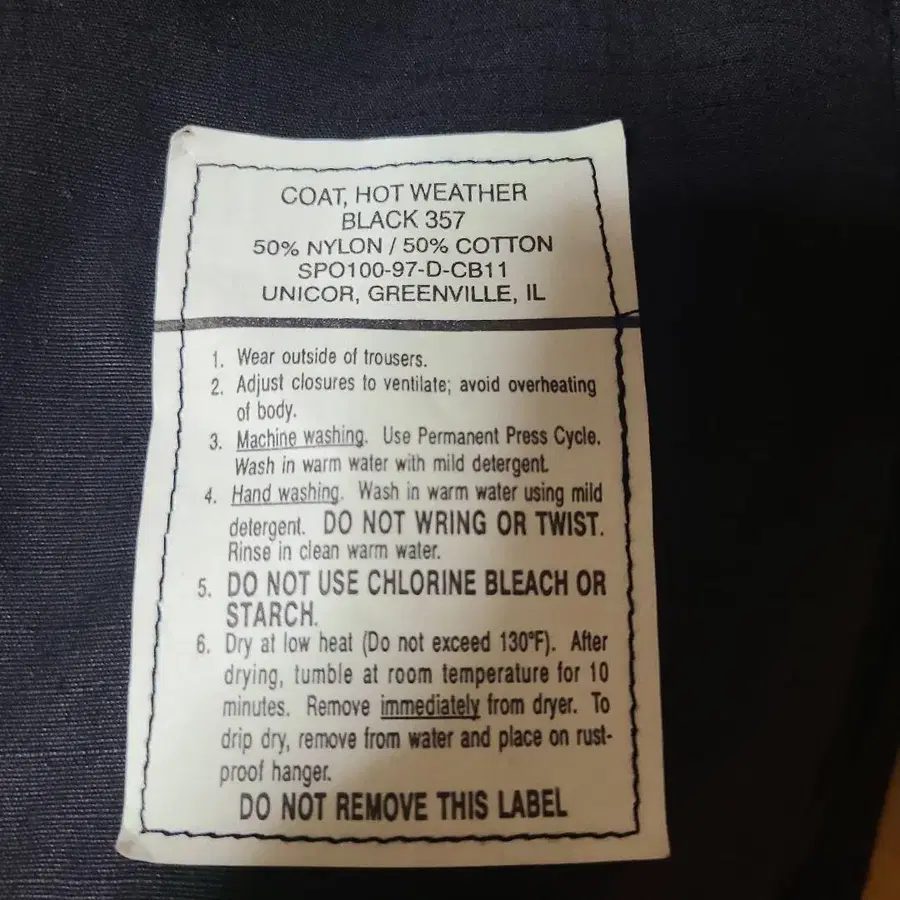 COAT, HOT WEATHER
BLACK 357
50% NYLON / 50% COTTON
SPO100-97-D-CB11
UNICOR, GREENVILLE, IL
1. Wear outside of trousers.
2. Adjust closures to ventilate; avoid overheating
of body.
3. Machine washing. Use Permanent Press Cycle.
Wash in warm water with mild detergent.
4. Hand washing. Wash in warm water using mild
detergent. DO NOT WRING OR TWIST.
Rinse in clean warm water.
5. DO NOT USE CHLORINE BLEACH OR
STARCH.
6. Dry at low heat (Do not exceed 130°F). After
drying, tumble at room temperature for 10
minutes. Remove immediately from dryer. To
drip dry, remove from water and place on rust-
proof hanger.
DO NOT REMOVE THIS LABEL